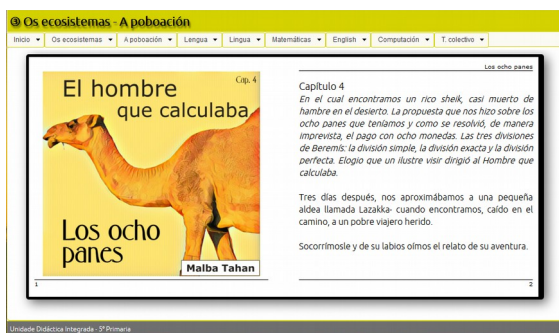 ③ Os ecosistemas - A poboación
Inicio Os ecosistemas A poboación Lengua Lingua Matemáticas English Computación T. colectivo
El hombre
Cap. 4
que calculaba
Los ocho
panes
Malba Tahan
1
Los ocho panes
Capítulo 4
En el cual encontramos un rico sheik, casi muerto de
hambre en el desierto. La propuesta que nos hizo sobre los
ocho panes que teníamos y como se resolvió, de manera
imprevista, el pago con ocho monedas. Las tres divisiones
de Beremís: la división simple, la división exacta y la división
perfecta. Elogio que un ilustre visir dirigió al Hombre que
calculaba.
Tres días después, nos aproximábamos a una pequeña
aldea llamada Lazakka- cuando encontramos, caído en el
camino, a un pobre viajero herido.
Socorrímosle y de su labios oímos el relato de su aventura.
2
Unidade Didáctica Integrada - 5º Primaria